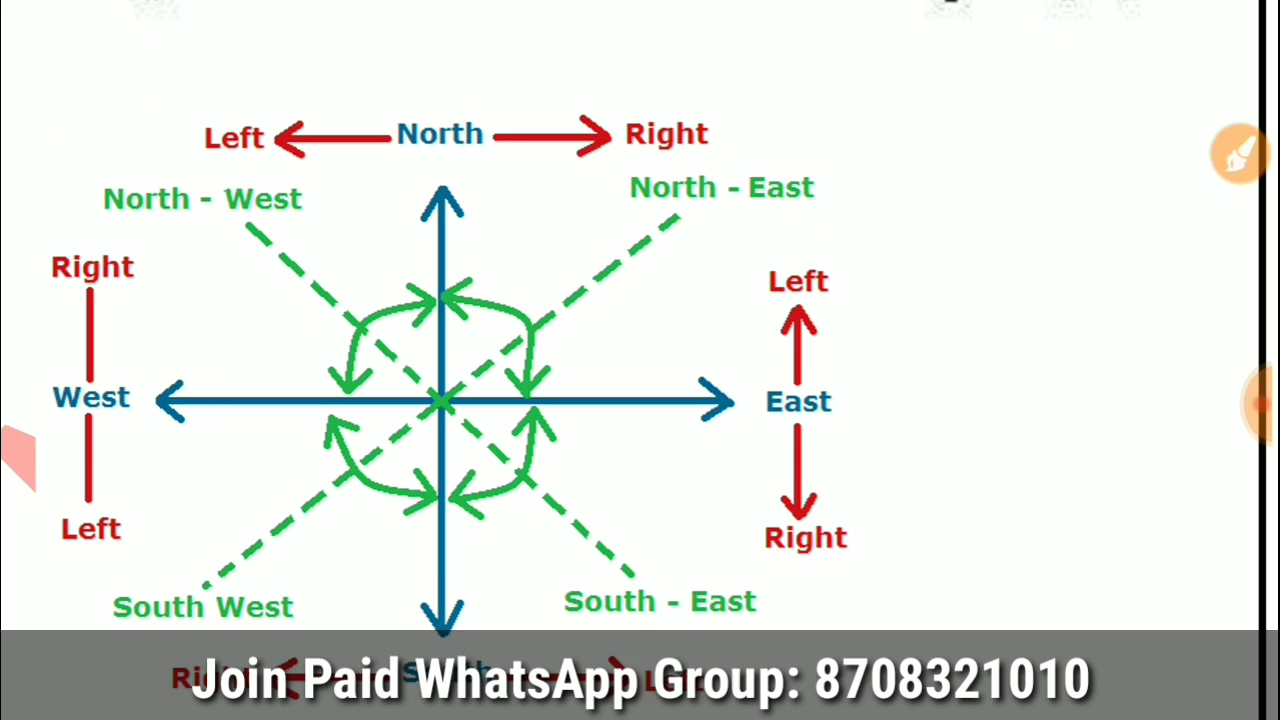 Left North Right
North - West North - East
Right Left
West East
Left Right
South West South - East
Join Paid WhatsApp Group: 8708321010